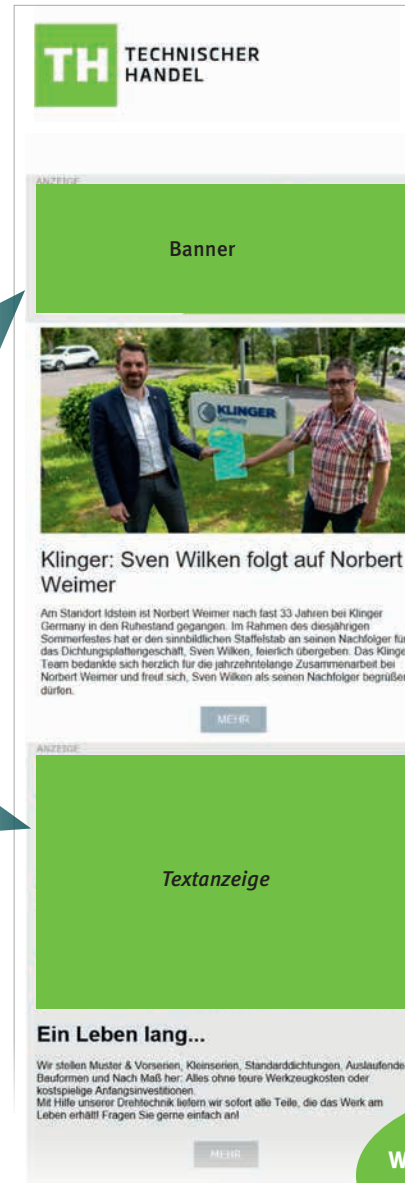 TH TECHNISCHER
HANDEL
ANZEIGE
Banner
KLINGER
Germany
Klinger: Sven Wilken folgt auf Norbert
Weimer
Am Standort Idstein ist Norbert Weimer nach fast 33 Jahren bei Klinger
Germany in den Ruhestand gegangen. Im Rahmen des diesjährigen
Sommerfestes hat er den sinnbildlichen Staffelstab an seinen Nachfolger für
das Dichtungsplattengeschäft, Sven Wilken, feierlich übergeben. Das Klinge
Team bedankte sich herzlich für die jahrzehntelange Zusammenarbeit bei
Norbert Weimer und freut sich, Sven Wilken als seinen Nachfolger begrüßen
dürfen.
MEHR
ANZEIGE
Textanzeige
Ein Leben lang...
Wir stellen Muster & Vorserien, Kleinserien, Standarddichtungen, Auslaufende
Bauformen und Nach Maß her: Alles ohne teure Werkzeugkosten oder
kostspielige Anfangsinvestitionen.
Mit Hilfe unserer Drehtechnik liefern wir sofort alle Teile, die das Werk am
Leben erhält! Fragen Sie gerne einfach an!
MEHR
W